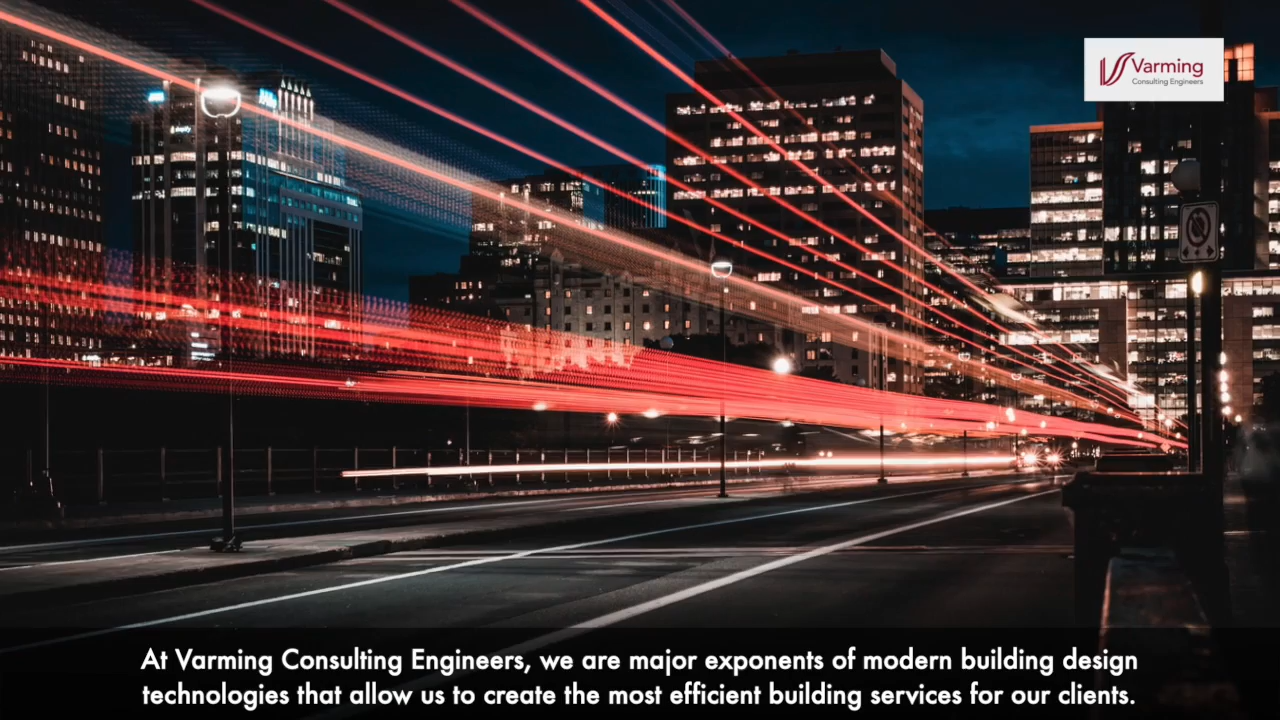 Varming
Consulting Engineers
shopify
At Varming Consulting Engineers, we are major exponents of modern building design
technologies that allow us to create the most efficient building services for our clients.